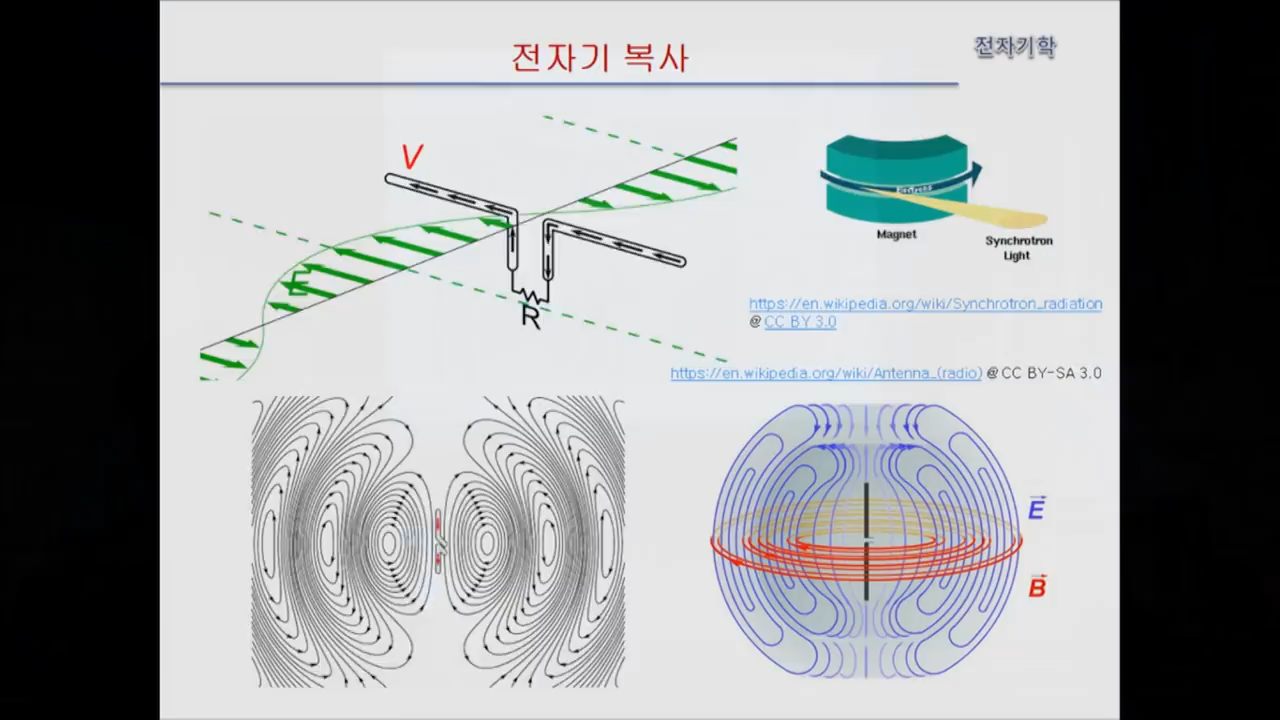 전자기 복사
전자기학
V
E
R
Electrons
Magnet
Synchrotron
Light
https://en.wikipedia.org/wiki/Synchrotron_radiation
@ CC BY 3.0
https://en.wikipedia.org/wiki/Antenna_(radio) @ CC BY-SA 3.0
E
B